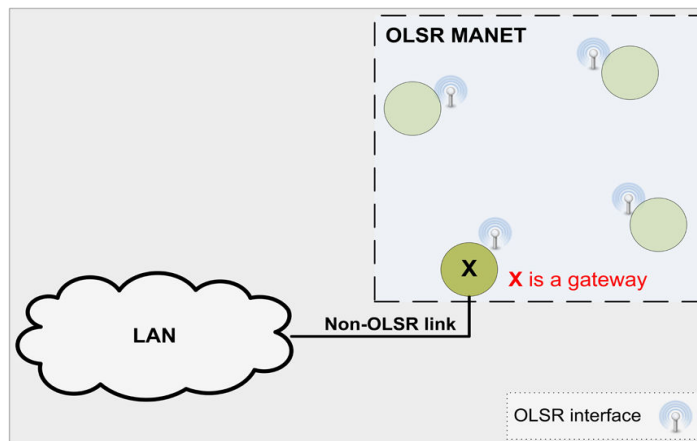 OLSR MANET
X
X is a gateway
Non-OLSR link
LAN
OLSR interface